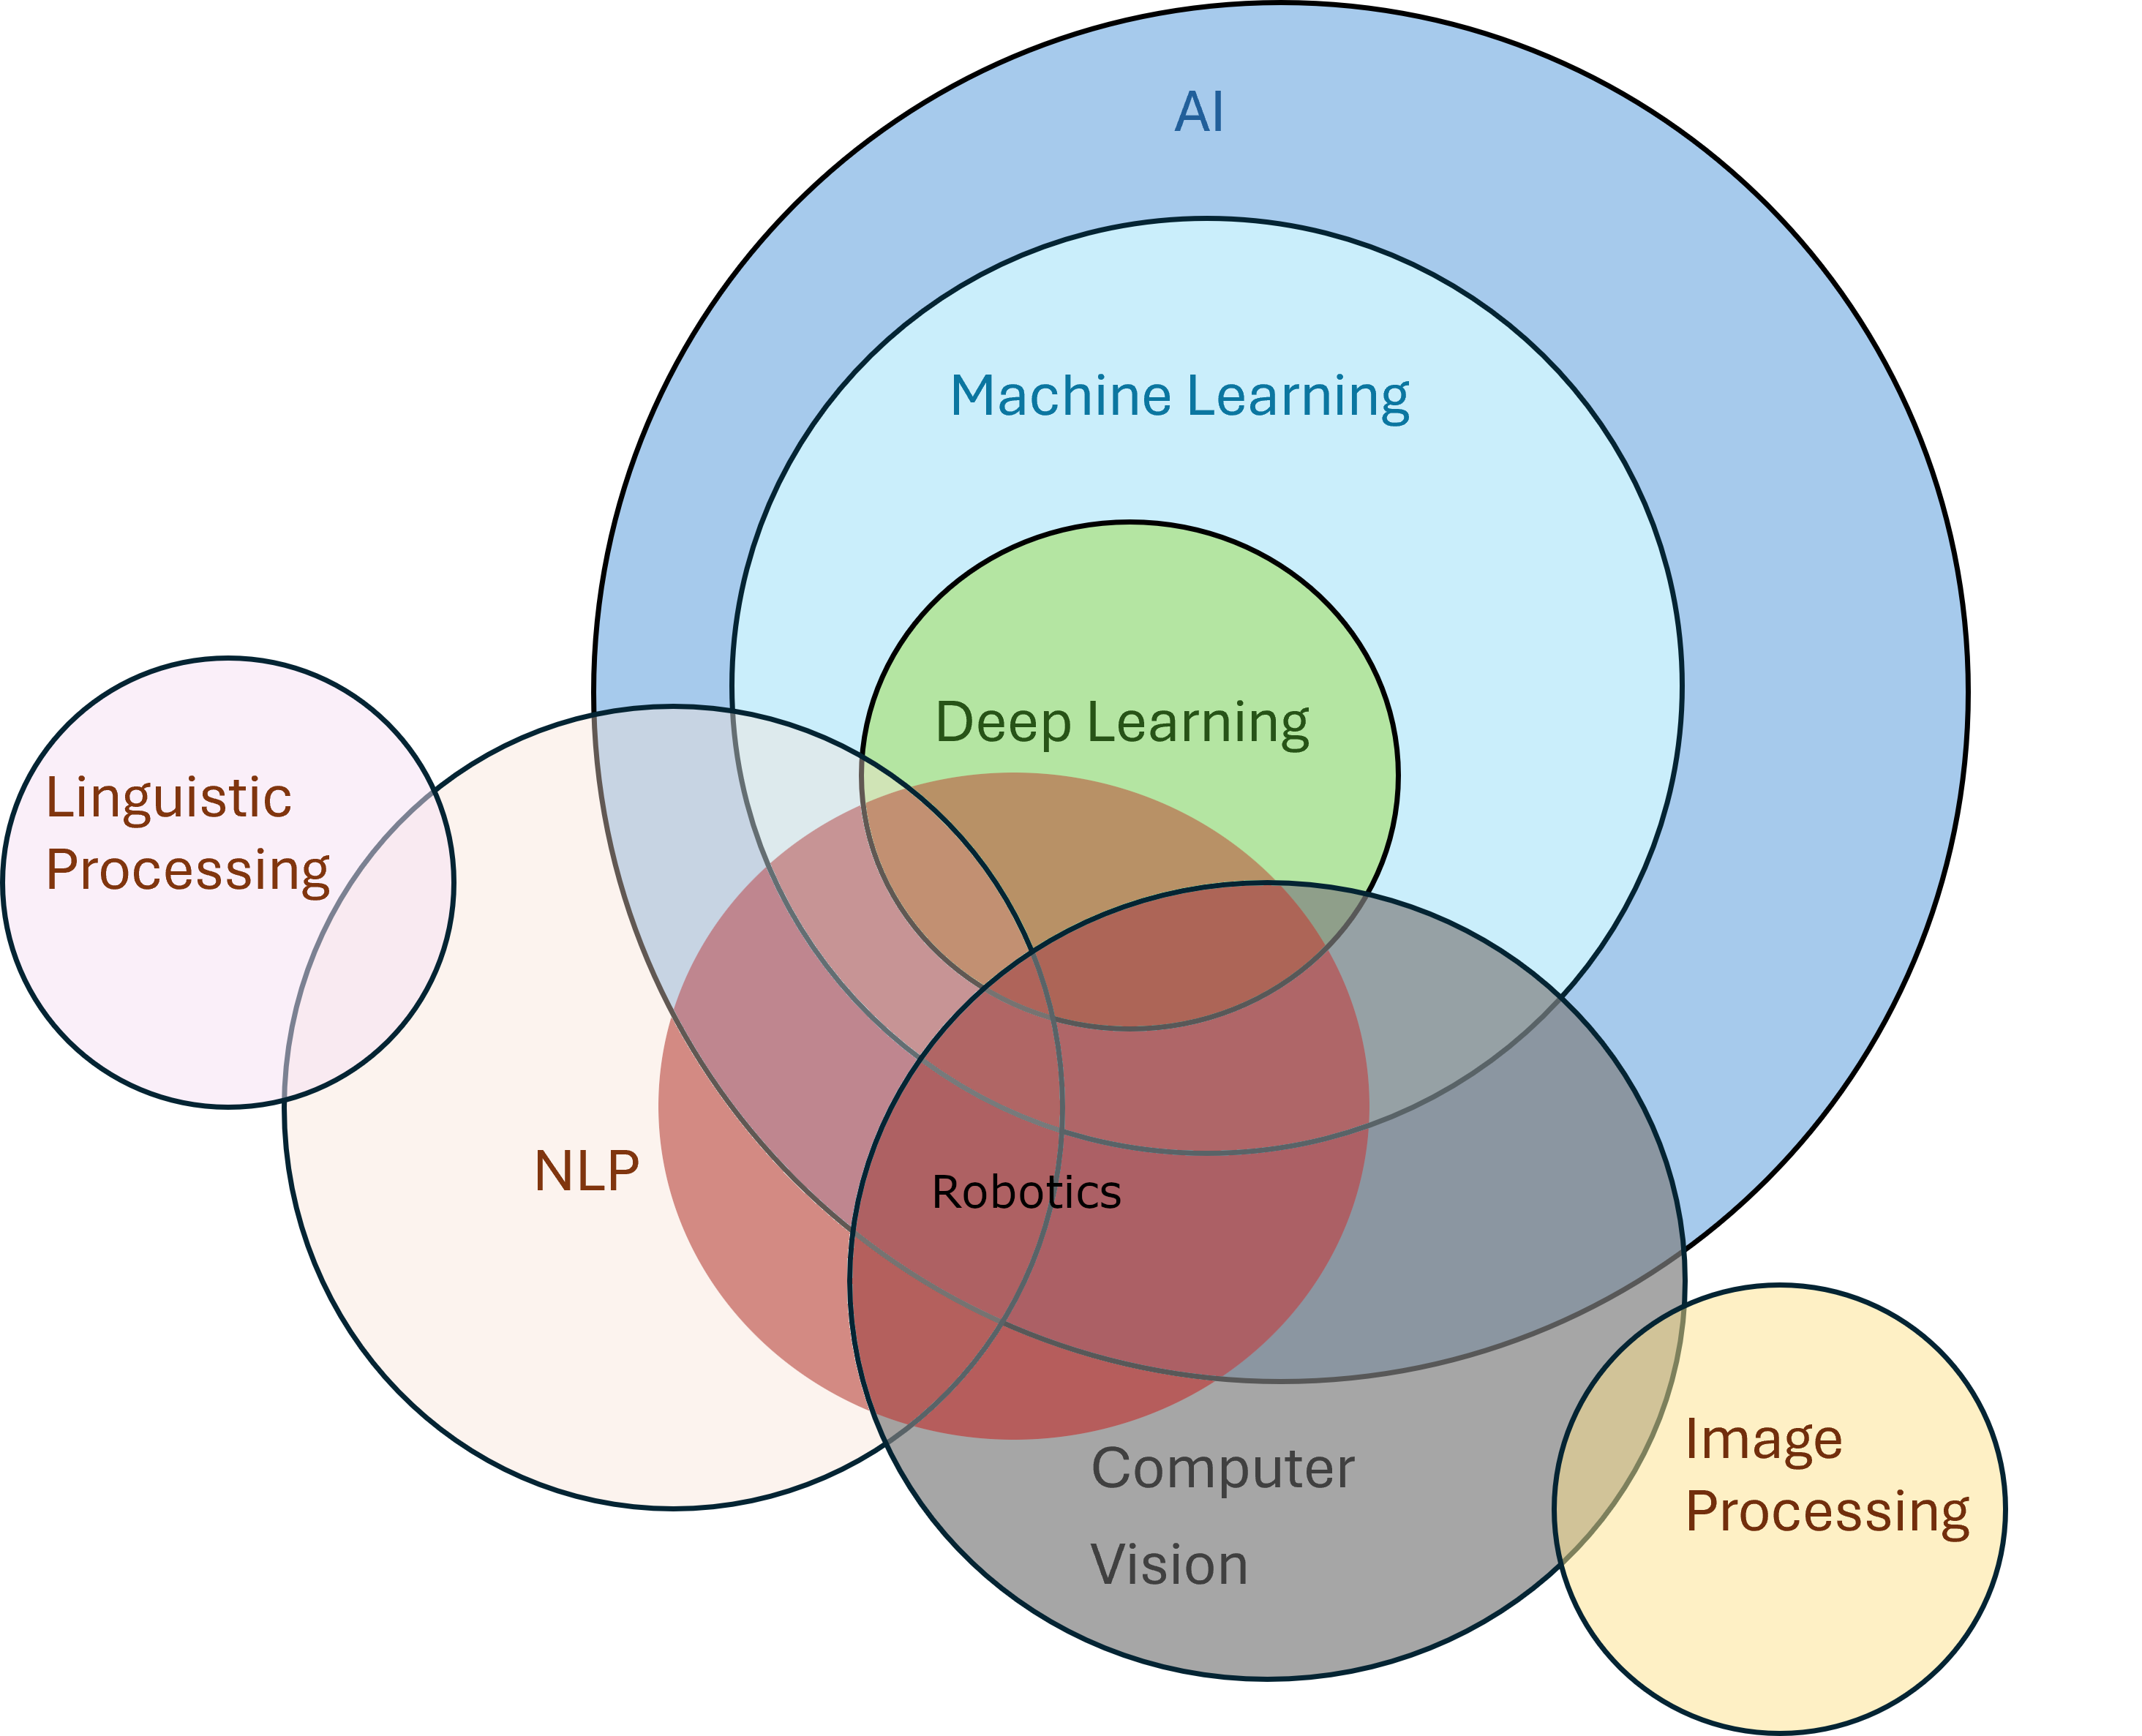 AI
Machine Learning
Deep Learning
Linguistic
Processing
NLP
Robotics
Computer
Vision
Image
Processing